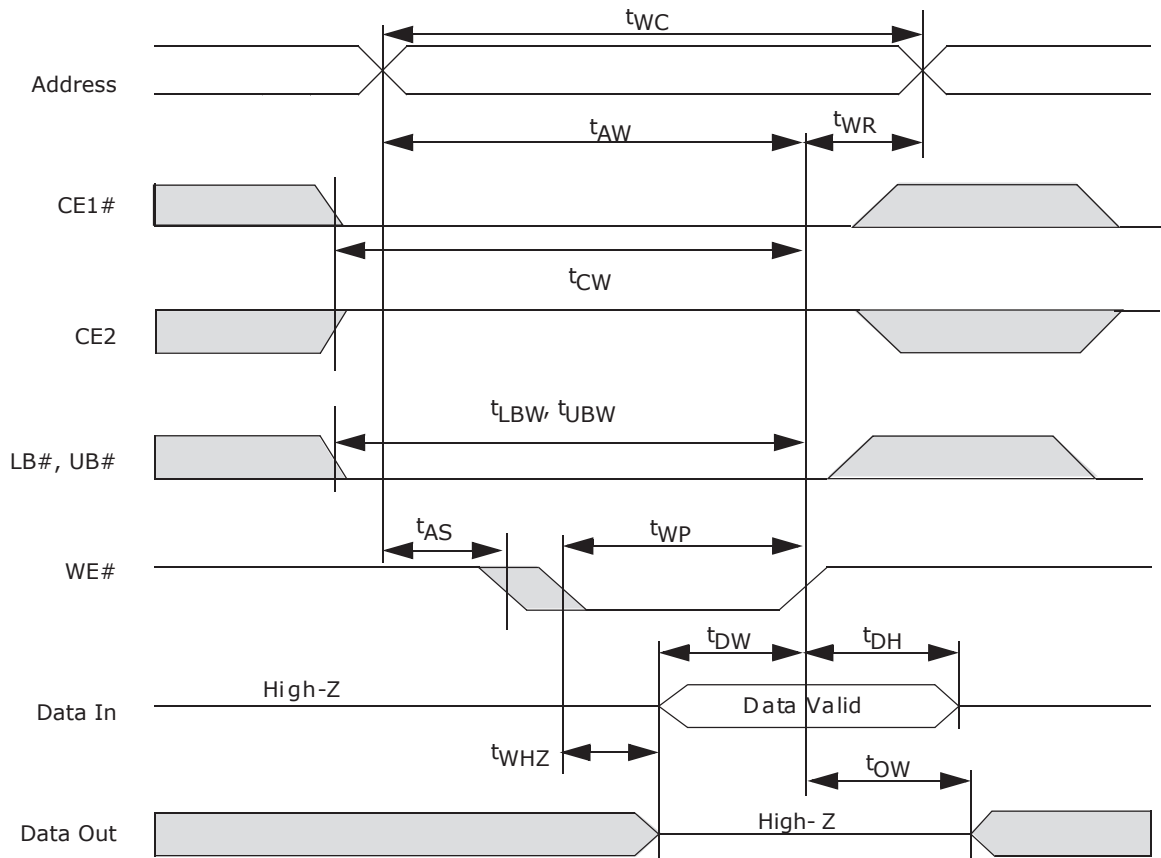 tWC
Address
tAW
tWR
CE1#
tCW
CE2
tLBW, tUBW
LB#, UB#
tAS
tWP
WE#
tDW
tDH
High-Z
Data In
Data Valid
tWHZ
tOW
Data Out
High- Z